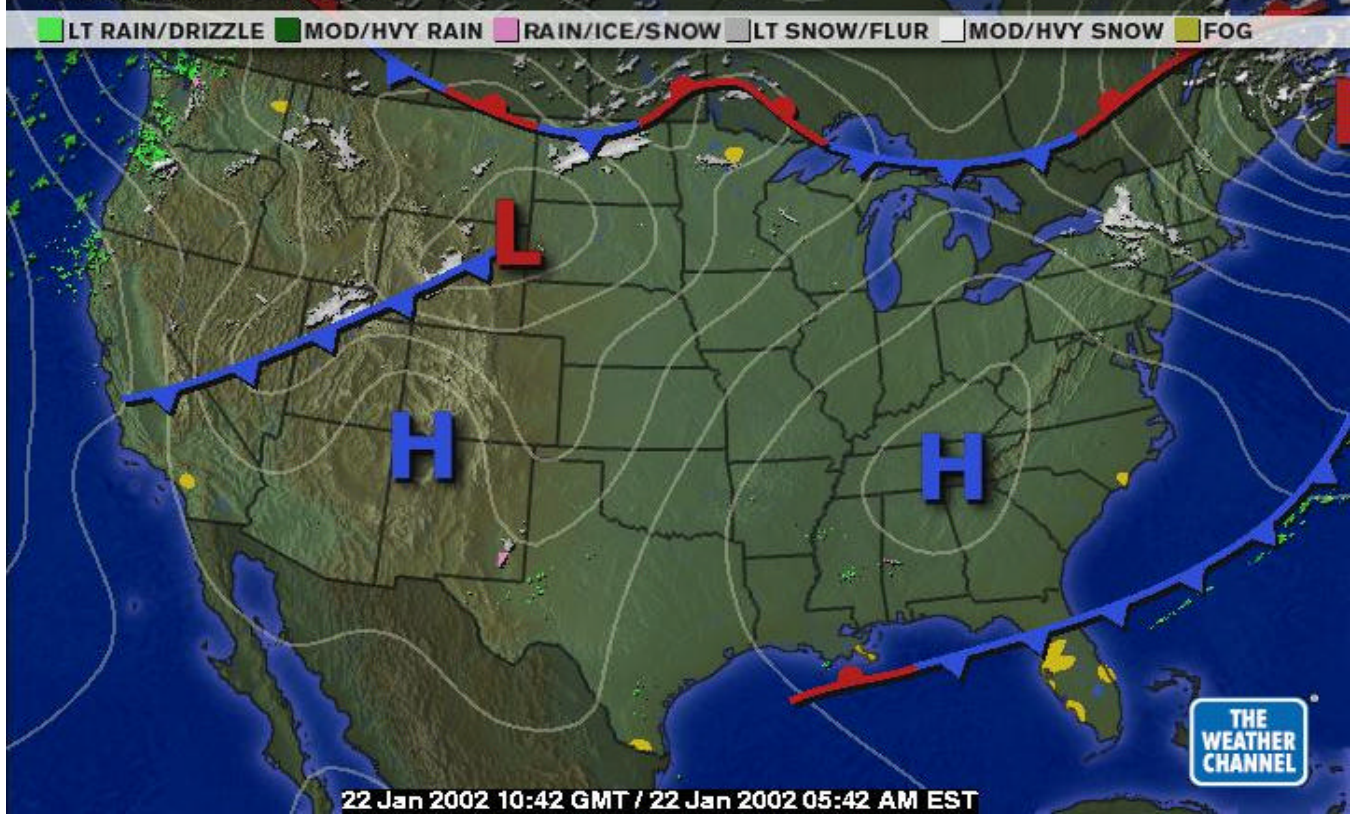 LT RAIN/DRIZZLE MOD/HVY RAIN RAIN/ICE/SNOW LT SNOW/FLUR MOD/HVY SNOW FOG
L
H
H
THE
WEATHER
CHANNEL
22 Jan 2002 10:42 GMT / 22 Jan 2002 05:42 AM EST